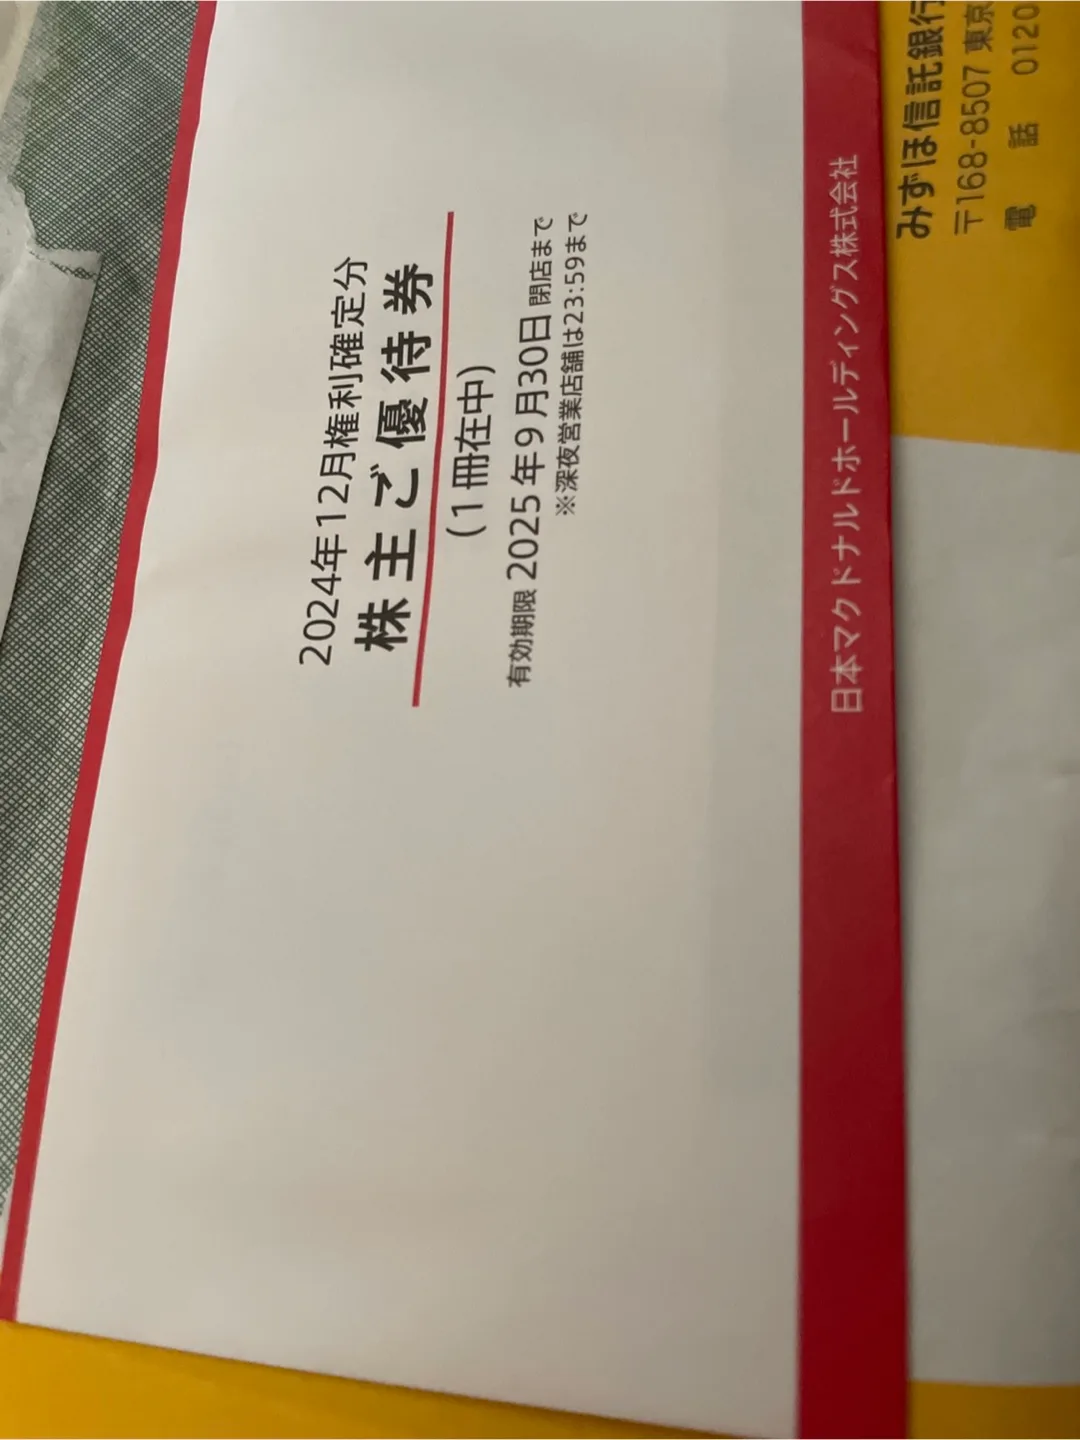 2024年12月権利確定分
株主ご優待券
(1冊在中)
有効期限 2025年9月30日 閉店まで
※深夜営業店舗は23:59まで
日本マクドナルドホールディングス株式会社
みずほ信託銀行
〒168-8507 東京
電 話 0120